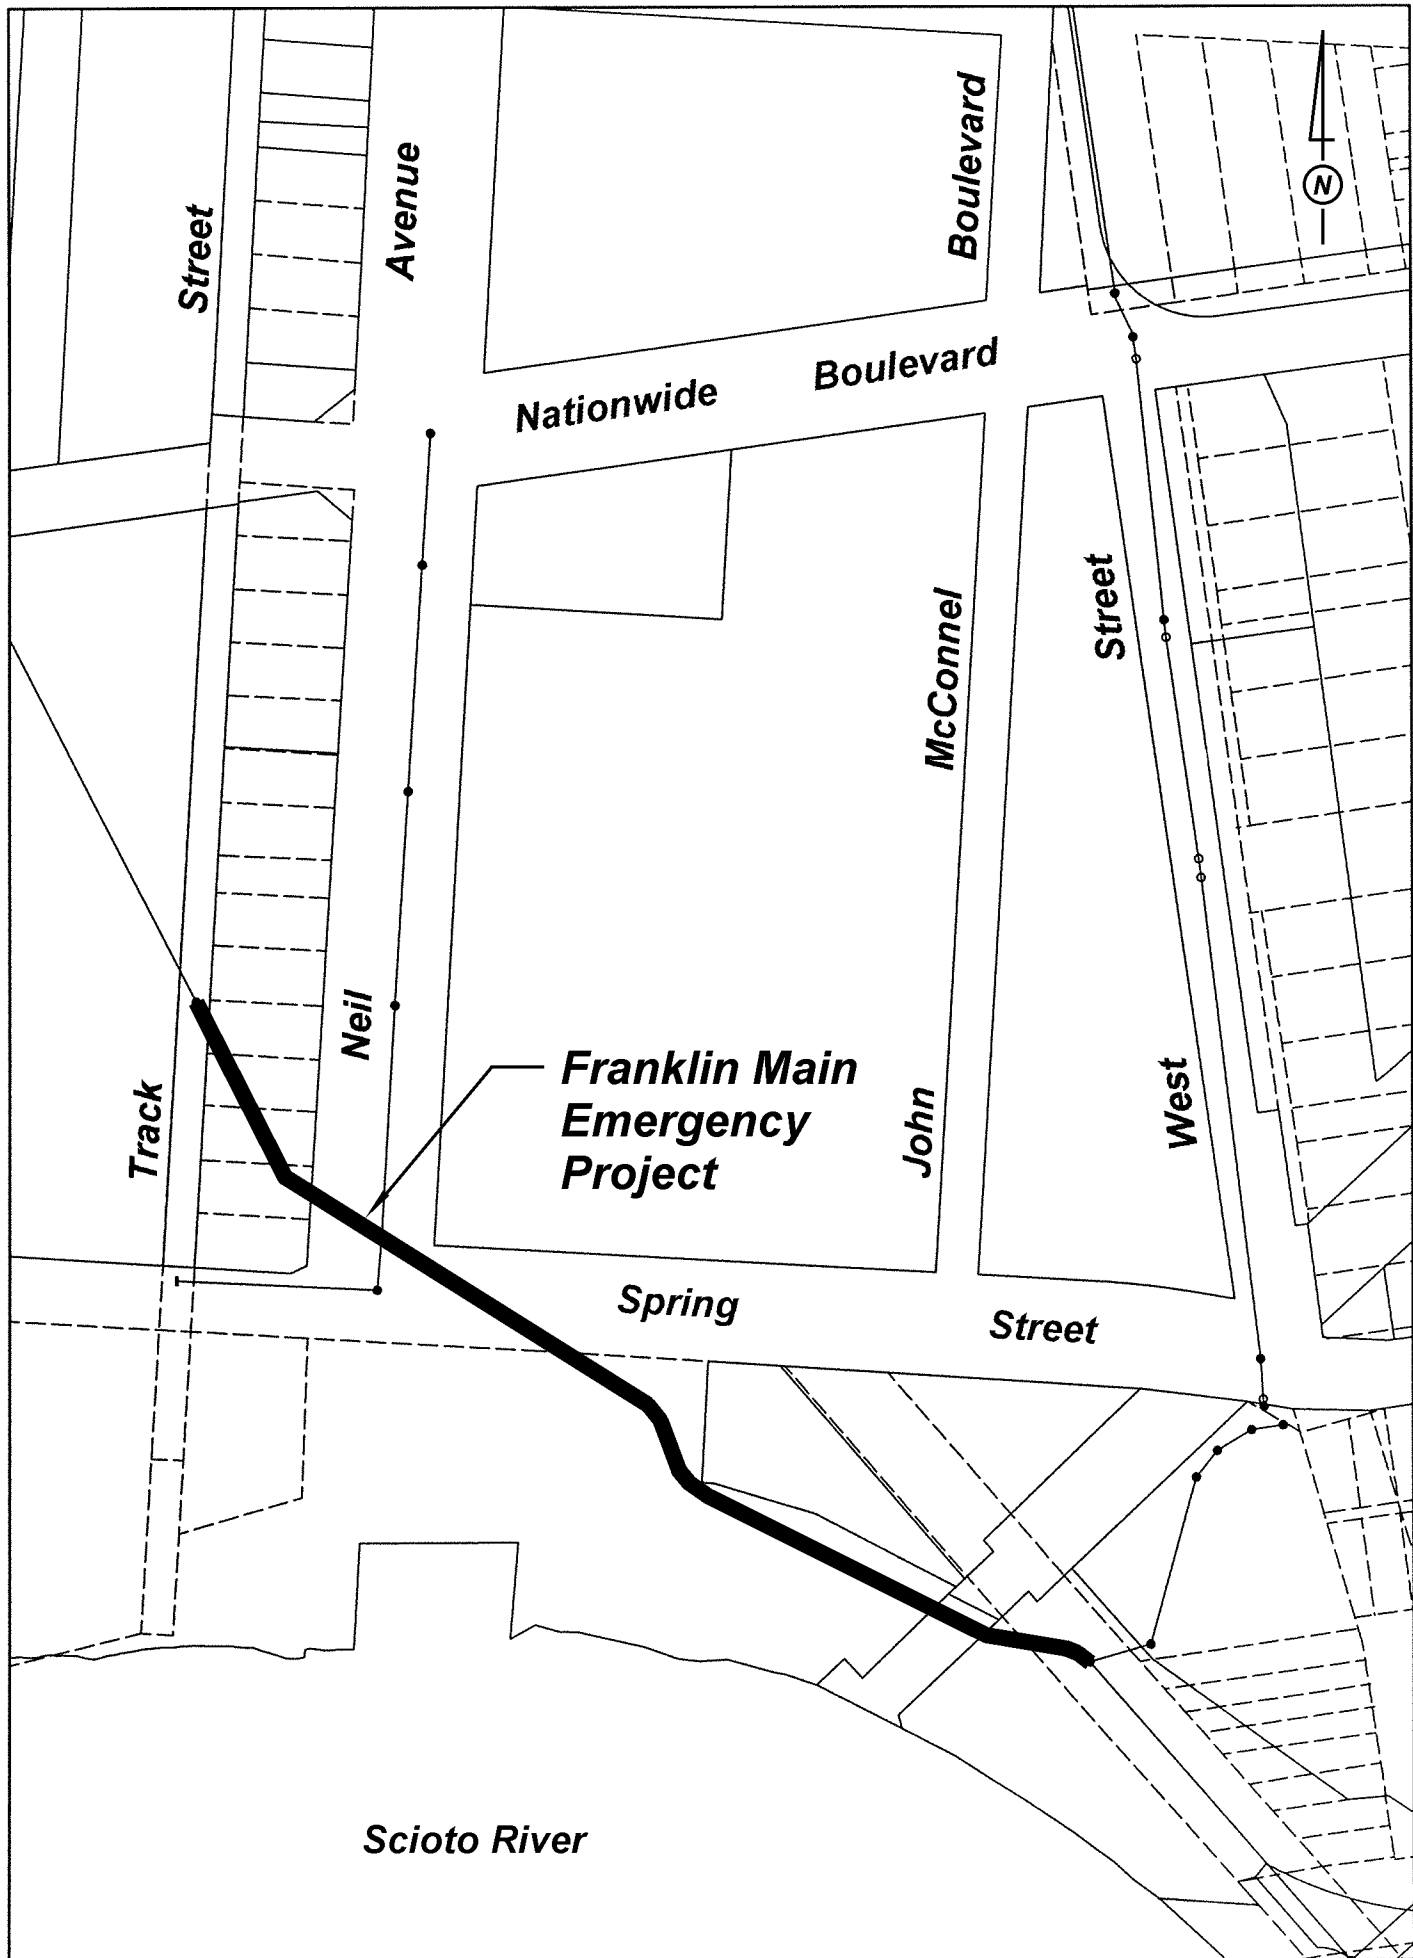 Boulevard
Avenue
Street
N
Nationwide Boulevard
Street
McConnel
Neil
Franklin Main
Emergency
Project
Track
John
West
Spring Street
Scioto River